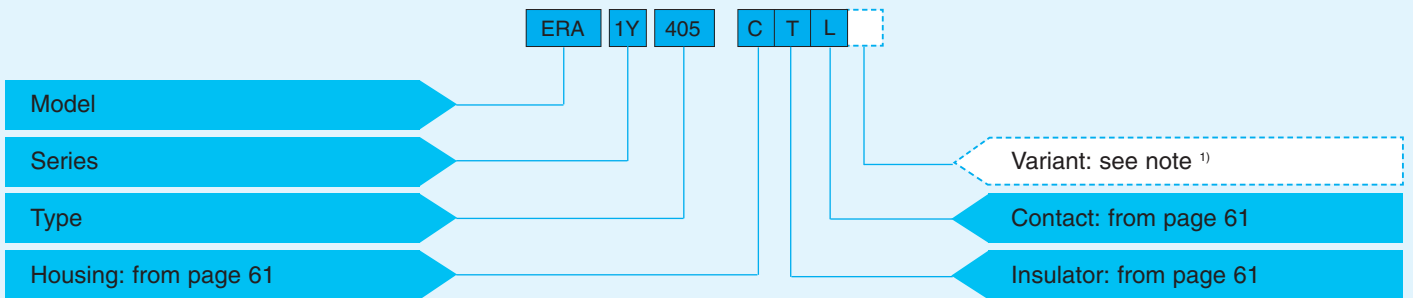 ERA 1Y 405 C T L
Model
Series
Variant: see note 1)
Type
Contact: from page 61
Housing: from page 61
Insulator: from page 61